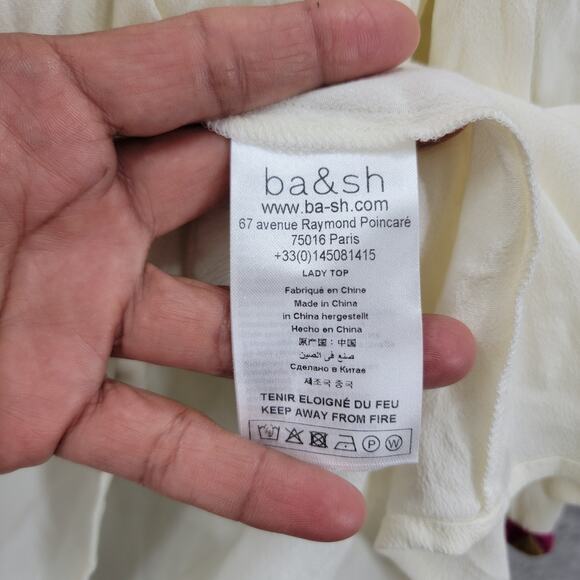 ba&sh
www.ba-sh.com
67 avenue Raymond Poincaré
75016 Paris
+33(0)145081415
LADY TOP
Fabriqué en Chine
Made in China
in China hergestellt
Hecho en China
原产国：中国
صنع في الصين
Сделано в Китае
제조국 중국
TENIR ELOIGNÉ DU FEU
KEEP AWAY FROM FIRE
P W